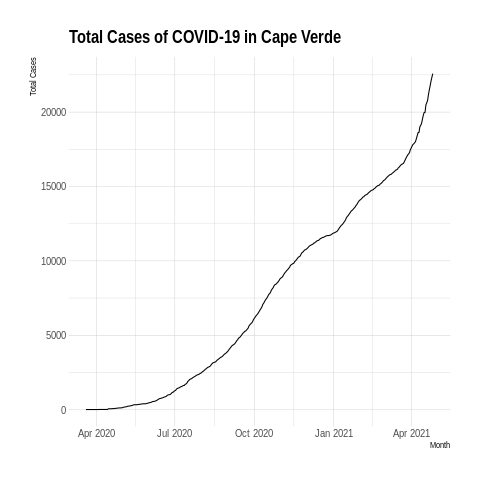 Total Cases of COVID-19 in Cape Verde
Total Cases
20000
15000
10000
5000
0
Apr 2020 Jul 2020 Oct 2020 Jan 2021 Apr 2021
Month